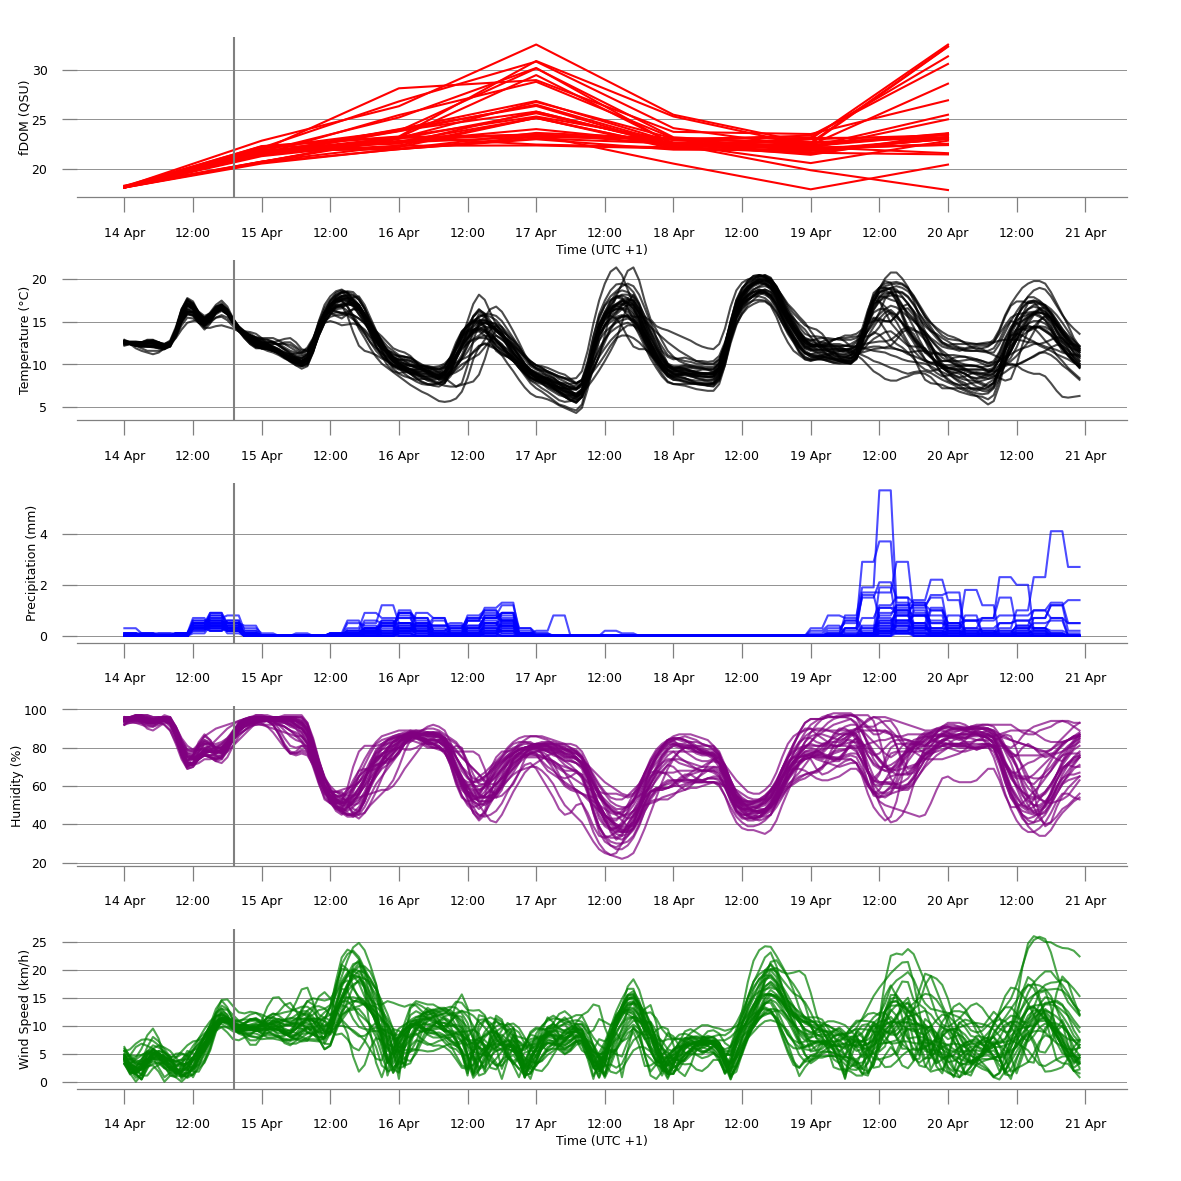 fDOM (QSU)
30
25
20
14 Apr 12:00 15 Apr 12:00 16 Apr 12:00 17 Apr 12:00 18 Apr 12:00 19 Apr 12:00 20 Apr 12:00 21 Apr
Time (UTC +1)
Temperature (°C)
20
15
10
5
14 Apr 12:00 15 Apr 12:00 16 Apr 12:00 17 Apr 12:00 18 Apr 12:00 19 Apr 12:00 20 Apr 12:00 21 Apr
Precipitation (mm)
4
2
0
14 Apr 12:00 15 Apr 12:00 16 Apr 12:00 17 Apr 12:00 18 Apr 12:00 19 Apr 12:00 20 Apr 12:00 21 Apr
Humidity (%)
100
80
60
40
20
14 Apr 12:00 15 Apr 12:00 16 Apr 12:00 17 Apr 12:00 18 Apr 12:00 19 Apr 12:00 20 Apr 12:00 21 Apr
Wind Speed (km/h)
25
20
15
10
5
0
14 Apr 12:00 15 Apr 12:00 16 Apr 12:00 17 Apr 12:00 18 Apr 12:00 19 Apr 12:00 20 Apr 12:00 21 Apr
Time (UTC +1)